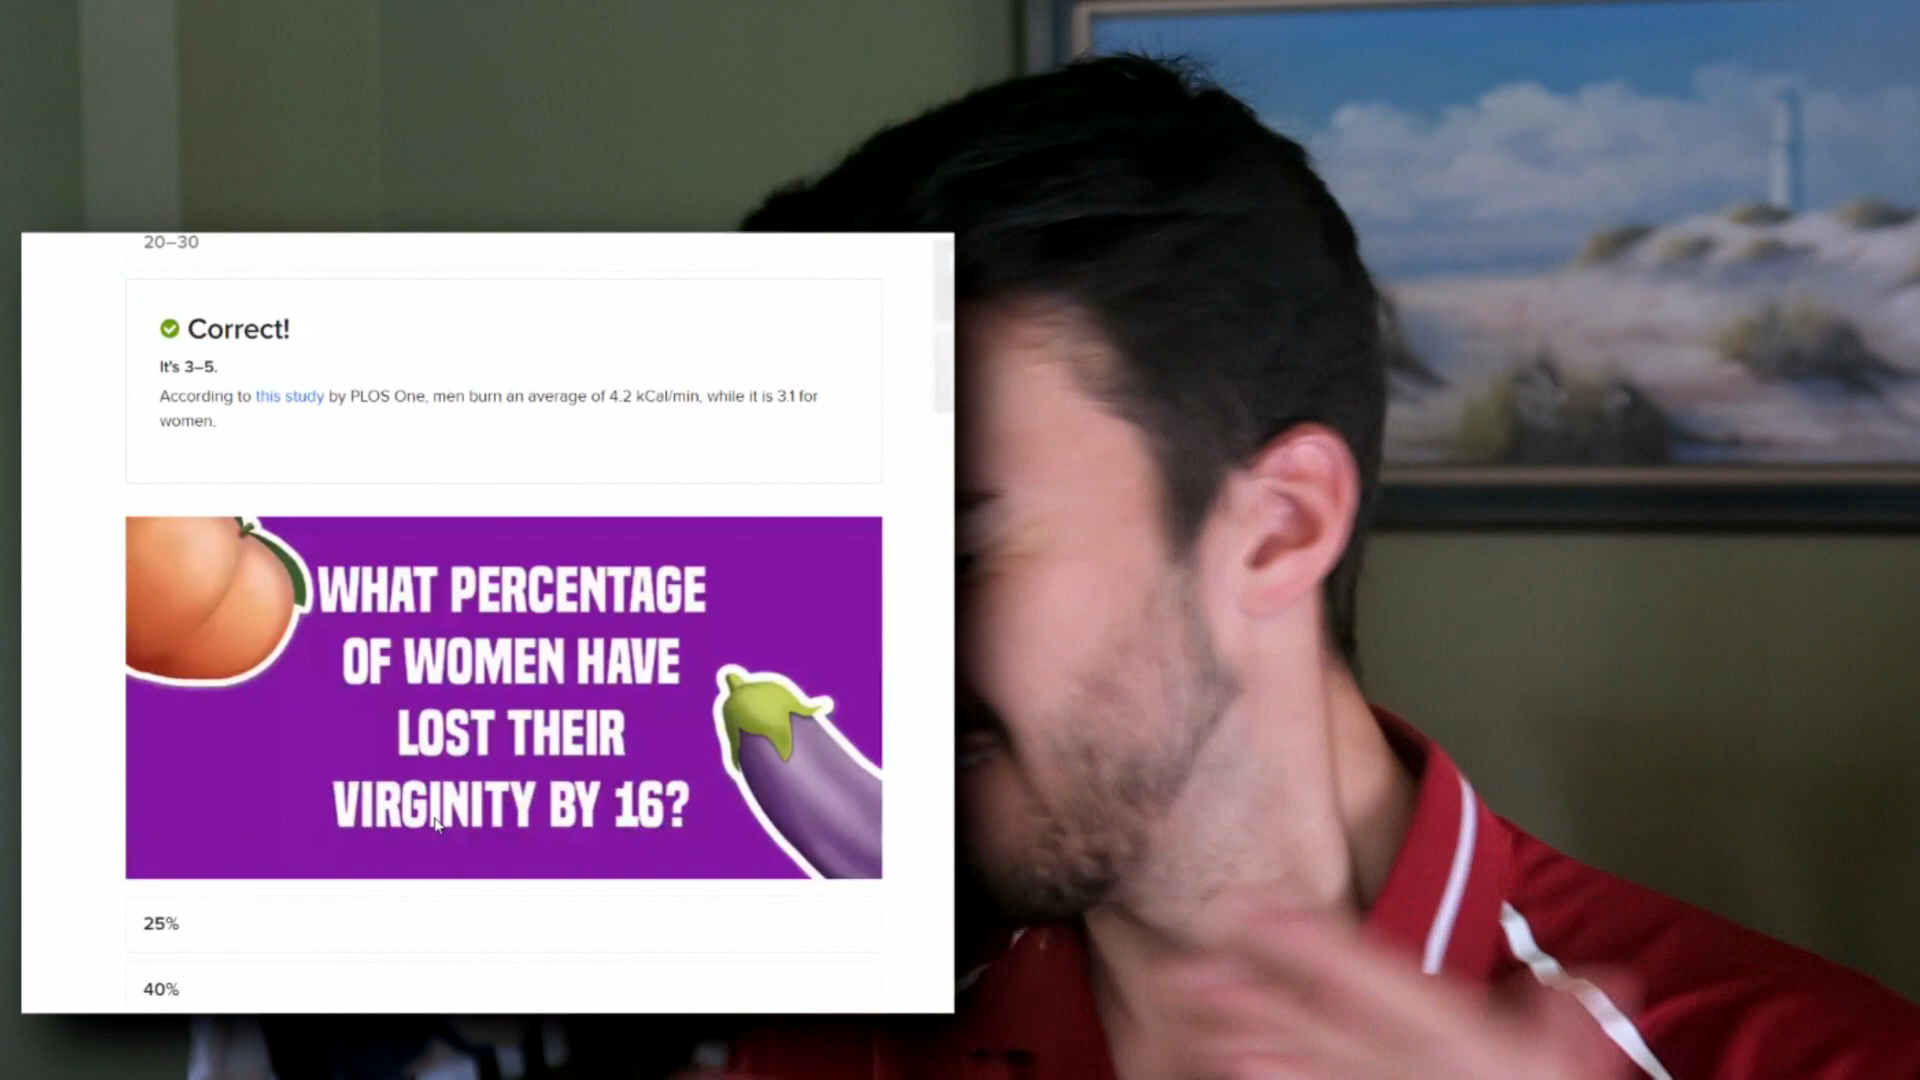 20–30
Correct!
It's 3–5.
According to this study by PLOS One, men burn an average of 4.2 kCal/min, while it is 3.1 for
women.
WHAT PERCENTAGE
OF WOMEN HAVE
LOST THEIR
VIRGINITY BY 16?
25%
40%